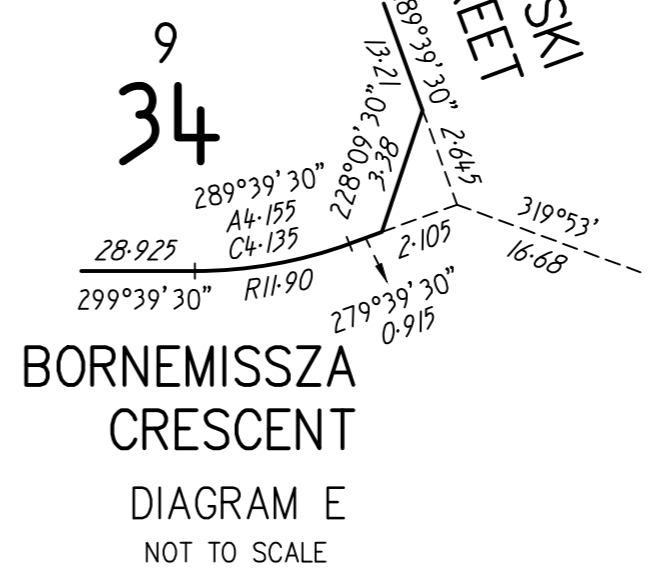 9
34
89°39'30"
13·21
228°09'30"
3·38
2·645
289°39'30"
A4·155
C4·135
R11·90
28·925
299°39'30"
2·105
319°53'
16·68
279°39'30"
0·915
BORNEMISSZA
CRESCENT
DIAGRAM E
NOT TO SCALE